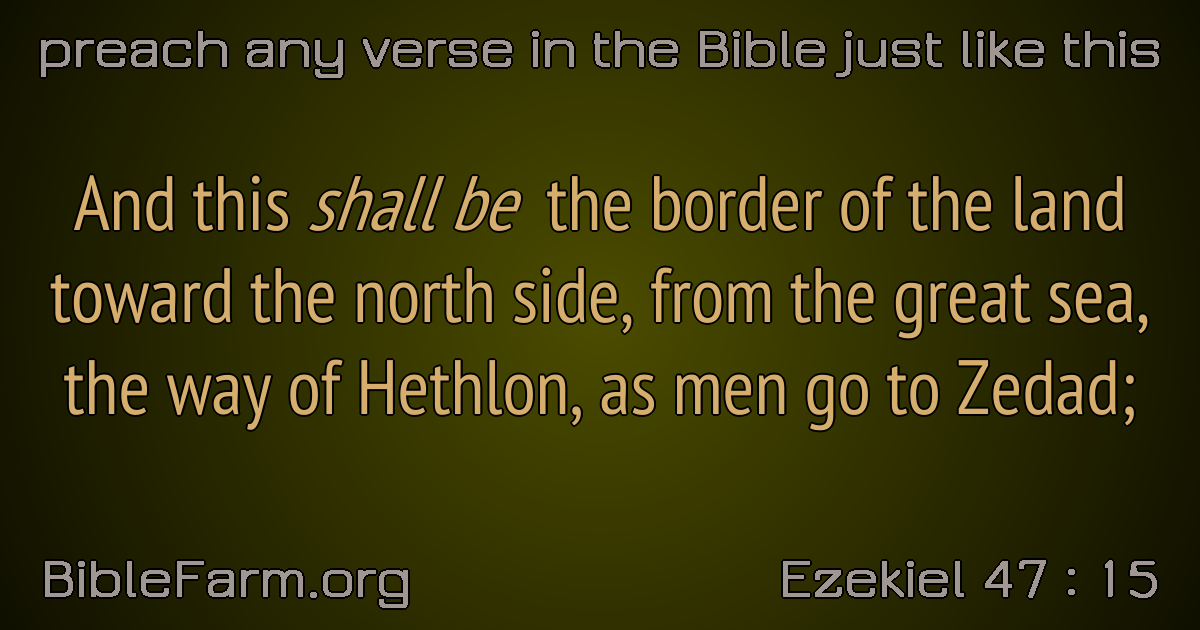 preach any verse in the Bible just like this
And this shall be the border of the land
toward the north side, from the great sea,
the way of Hethlon, as men go to Zedad;
BibleFarm.org
Ezekiel 47 : 15